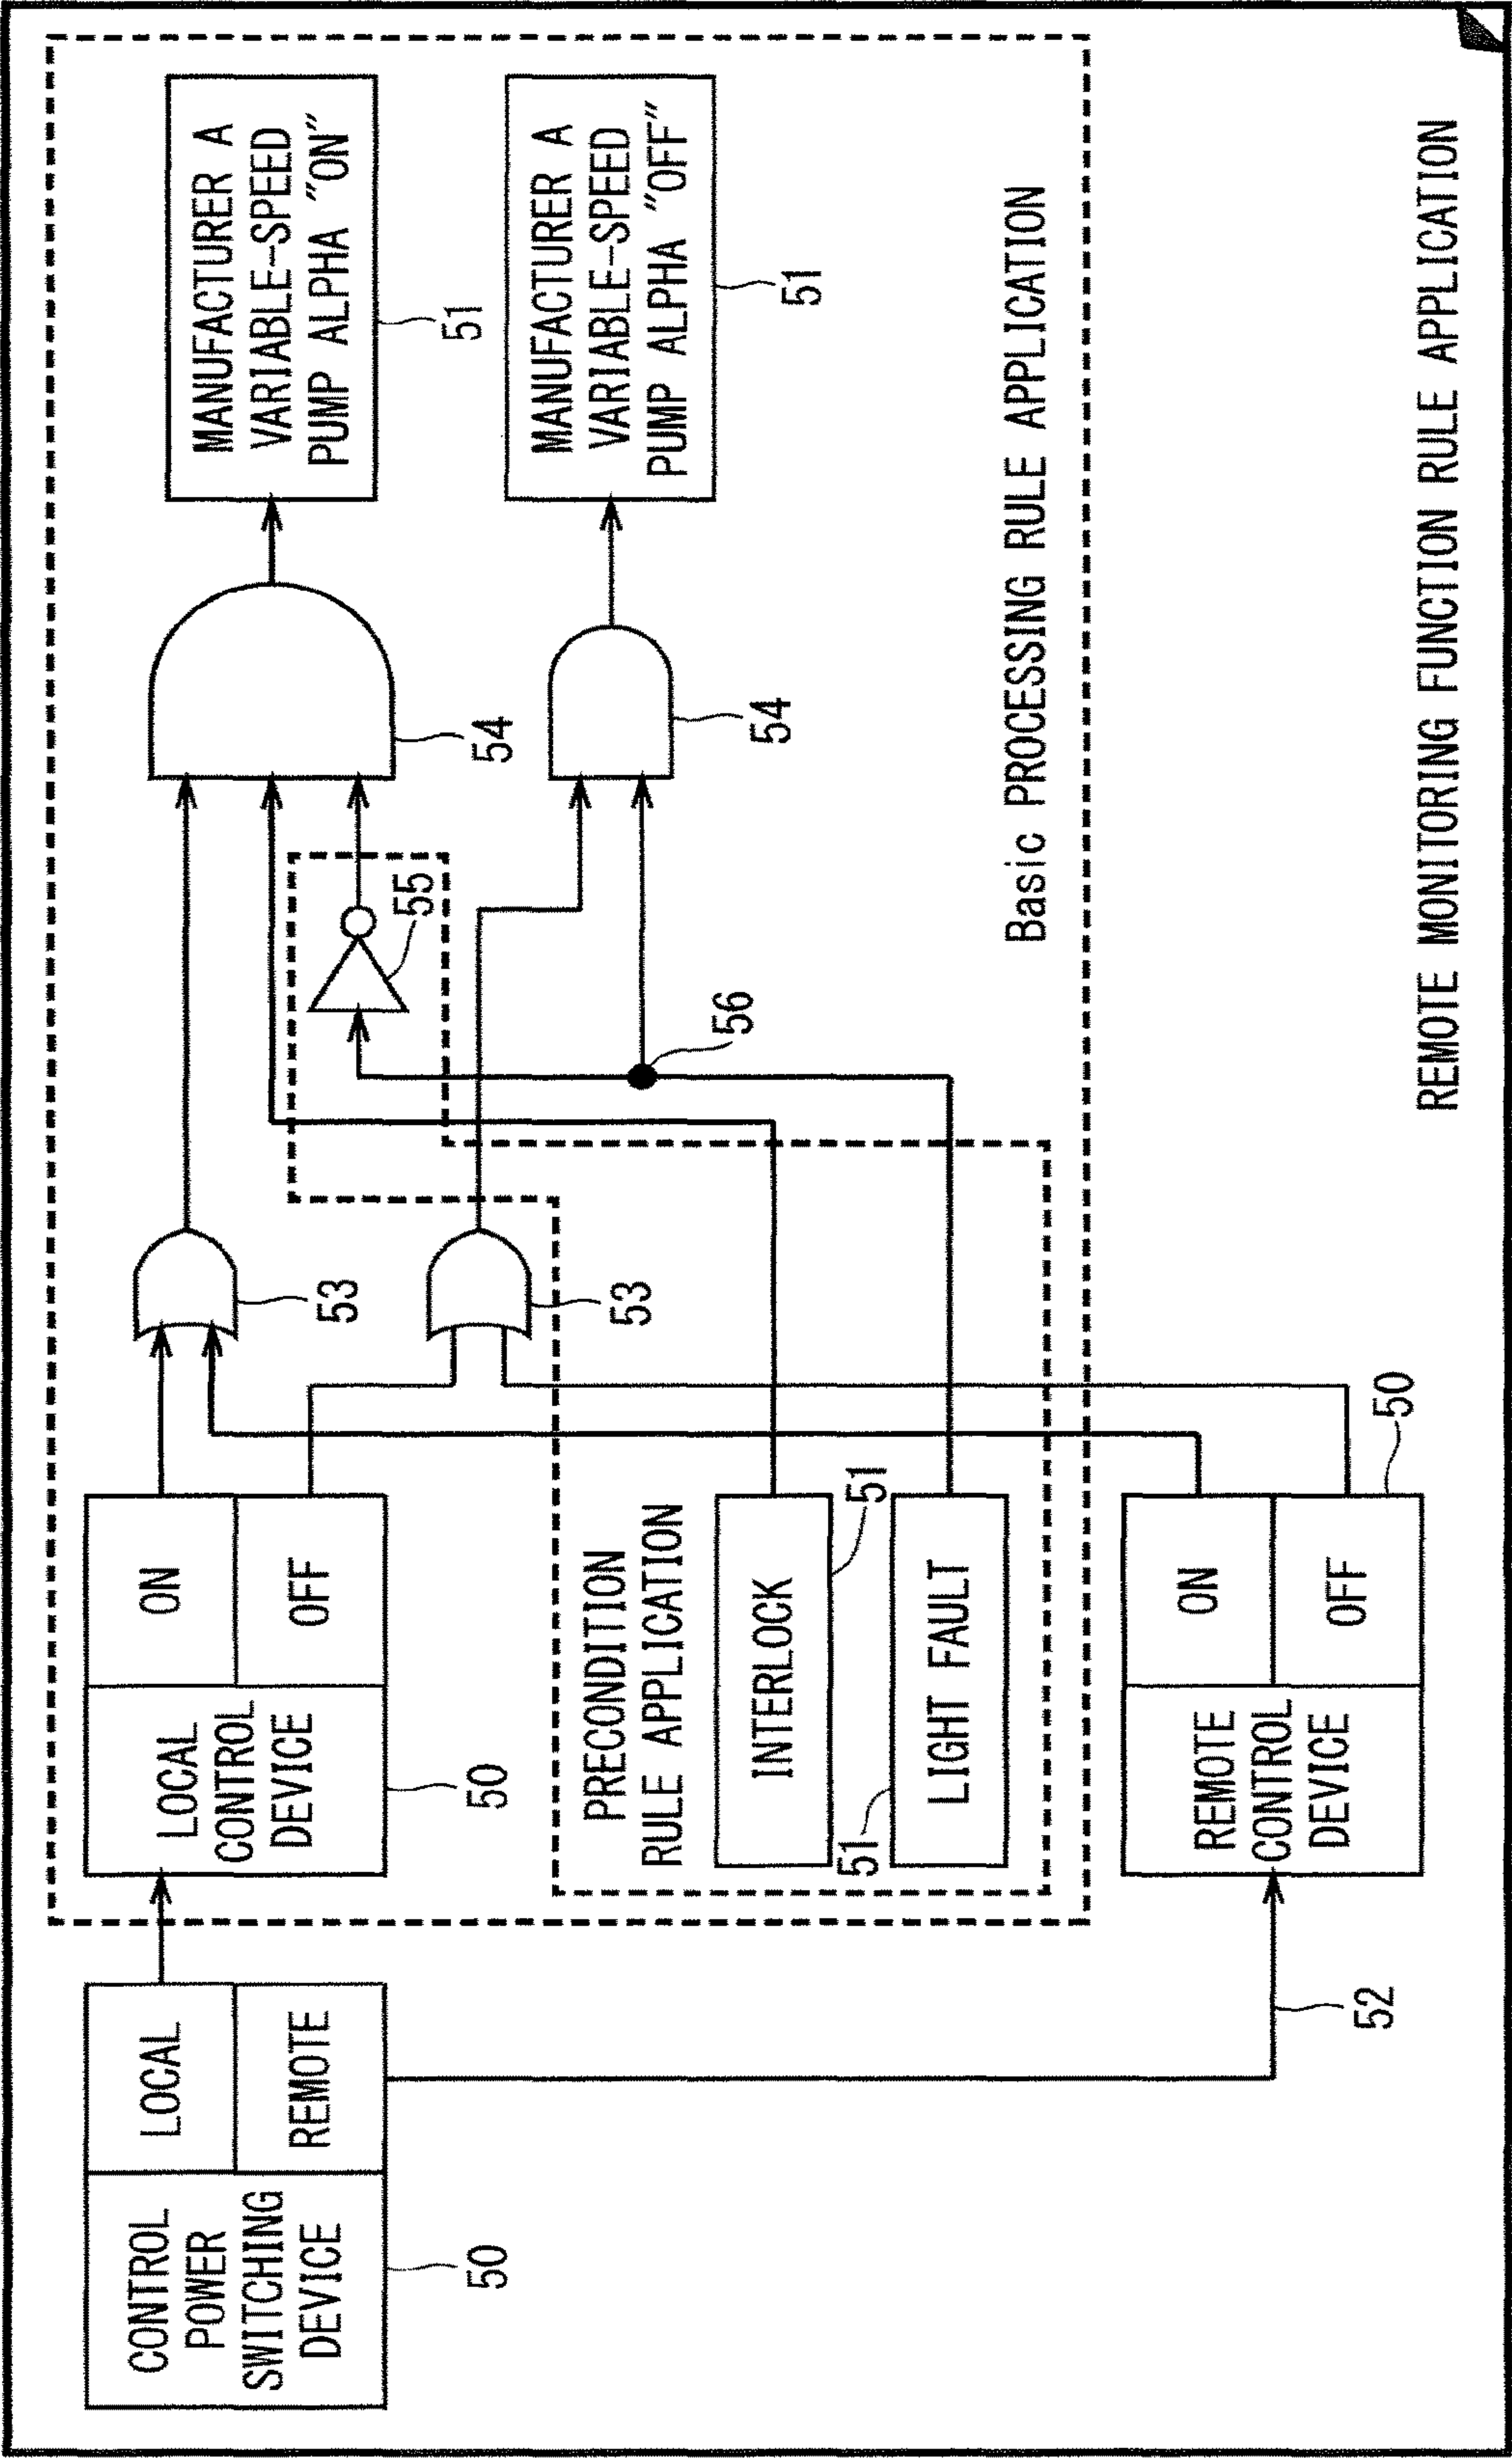 CONTROL
POWER
SWITCHING
DEVICE
LOCAL
REMOTE
50
LOCAL
CONTROL
DEVICE
ON
OFF
50
53
53
MANUFACTURER A
VARIABLE-SPEED
PUMP ALPHA "ON"
51
54
55
MANUFACTURER A
VARIABLE-SPEED
PUMP ALPHA "OFF"
51
54
56
PRECONDITION
RULE APPLICATION
INTERLOCK
51
LIGHT FAULT
51
Basic PROCESSING RULE APPLICATION
REMOTE
CONTROL
DEVICE
ON
OFF
50
52
REMOTE MONITORING FUNCTION RULE APPLICATION